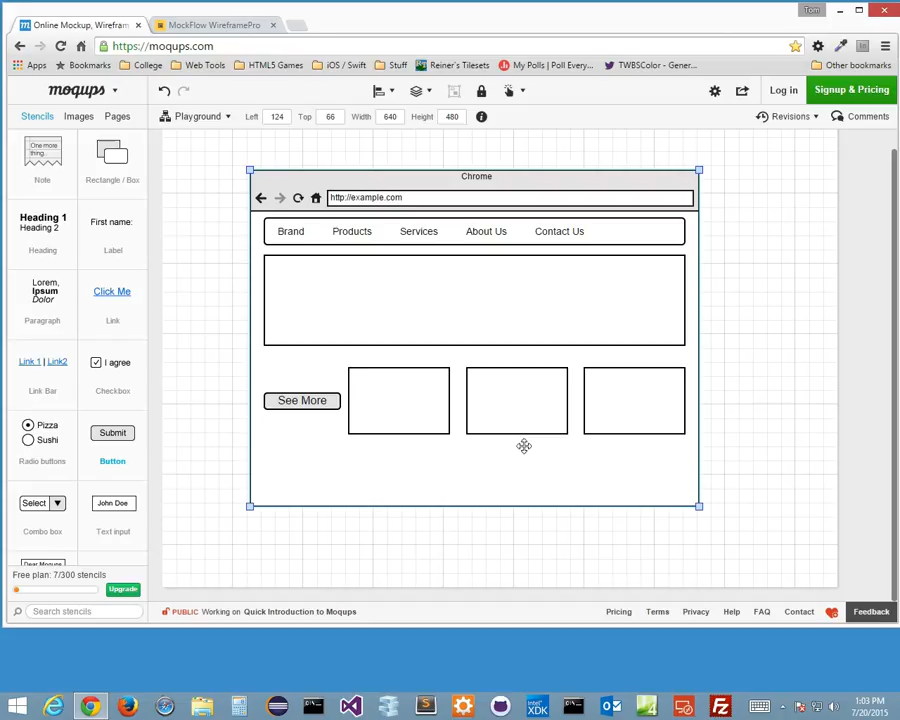 Tom
Online Mockup, Wirefram
MockFlow WireframePro
https://moqups.com
Apps
Bookmarks
College
Web Tools
HTML5 Games
iOS / Swift
Stuff
Reiner's Tilesets
My Polls | Poll Every...
TWBSColor - Gener...
Other bookmarks
moqups
Log in
Signup & Pricing
Stencils
Images
Pages
Playground
Left
124
Top
66
Width
640
Height
480
Revisions
Comments
One more
thing...
Note
Rectangle / Box
Heading 1
Heading 2
Heading
First name:
Label
Lorem,
Ipsum
Dolor
Paragraph
Click Me
Link
Link 1 | Link2
Link Bar
I agree
Checkbox
Pizza
Sushi
Radio buttons
Submit
Button
Select
Combo box
John Doe
Text input
Free plan: 7/300 stencils
Upgrade
Search stencils
Chrome
http://example.com
Brand
Products
Services
About Us
Contact Us
See More
PUBLIC Working on Quick Introduction to Moqups
Pricing
Terms
Privacy
Help
FAQ
Contact
Feedback
intel
XDK
1:03 PM
7/20/2015